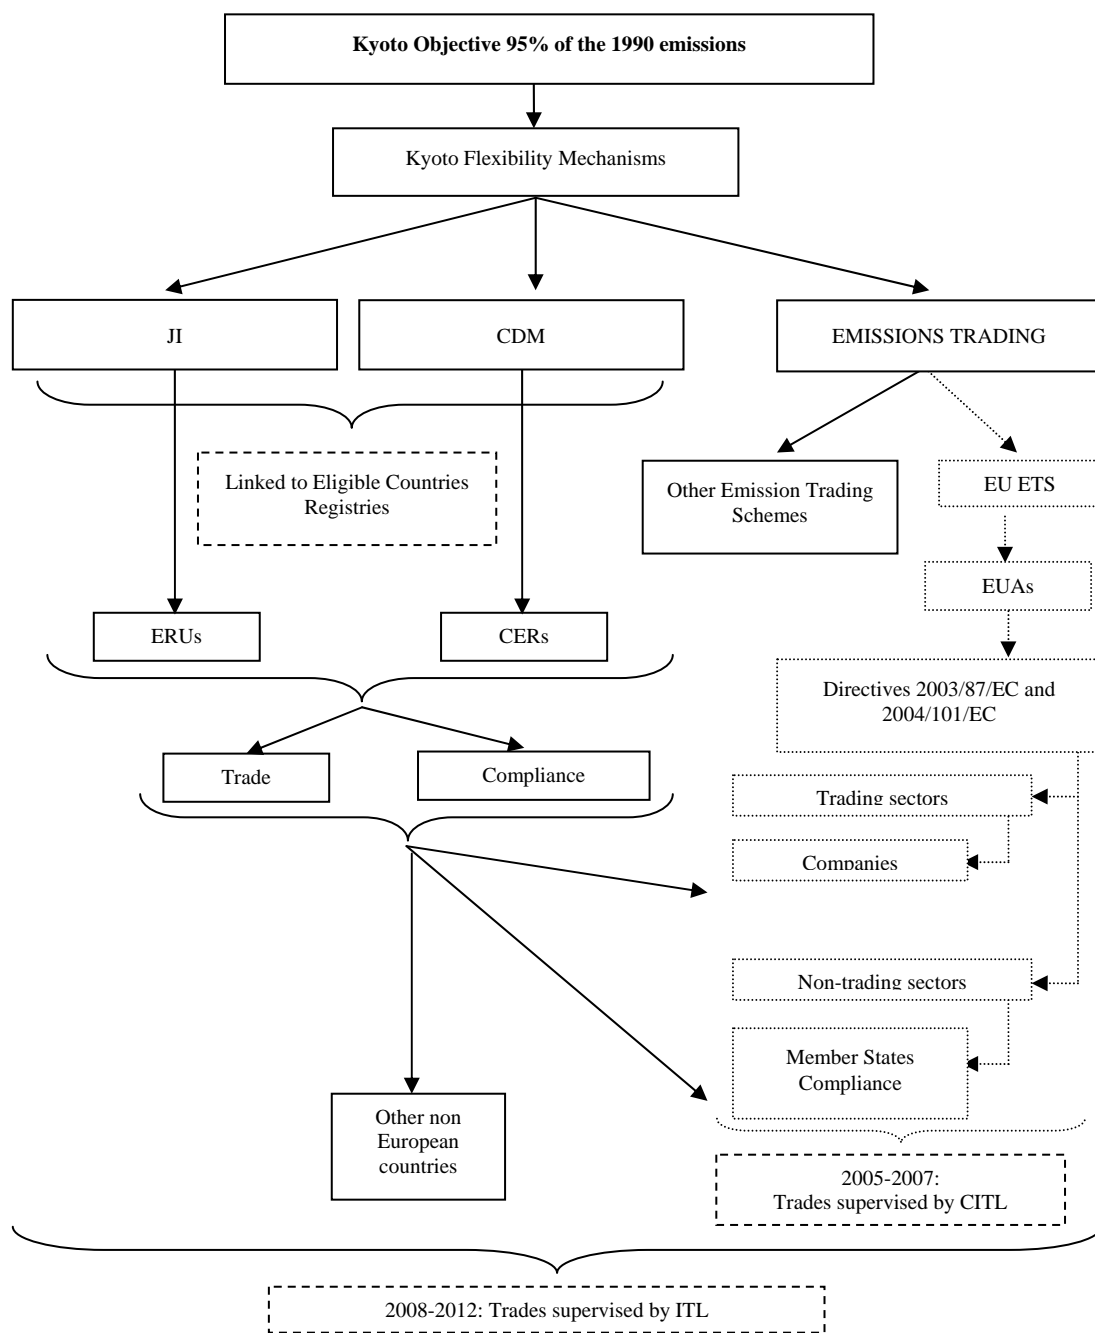 Kyoto Objective 95% of the 1990 emissions
Kyoto Flexibility Mechanisms
JI
CDM
EMISSIONS TRADING
Linked to Eligible Countries
Registries
Other Emission Trading
Schemes
EU ETS
EUAs
ERUs
CERs
Directives 2003/87/EC and
2004/101/EC
Trade
Compliance
Trading sectors
Companies
Non-trading sectors
Member States
Compliance
Other non
European
countries
2005-2007:
Trades supervised by CITL
2008-2012: Trades supervised by ITL